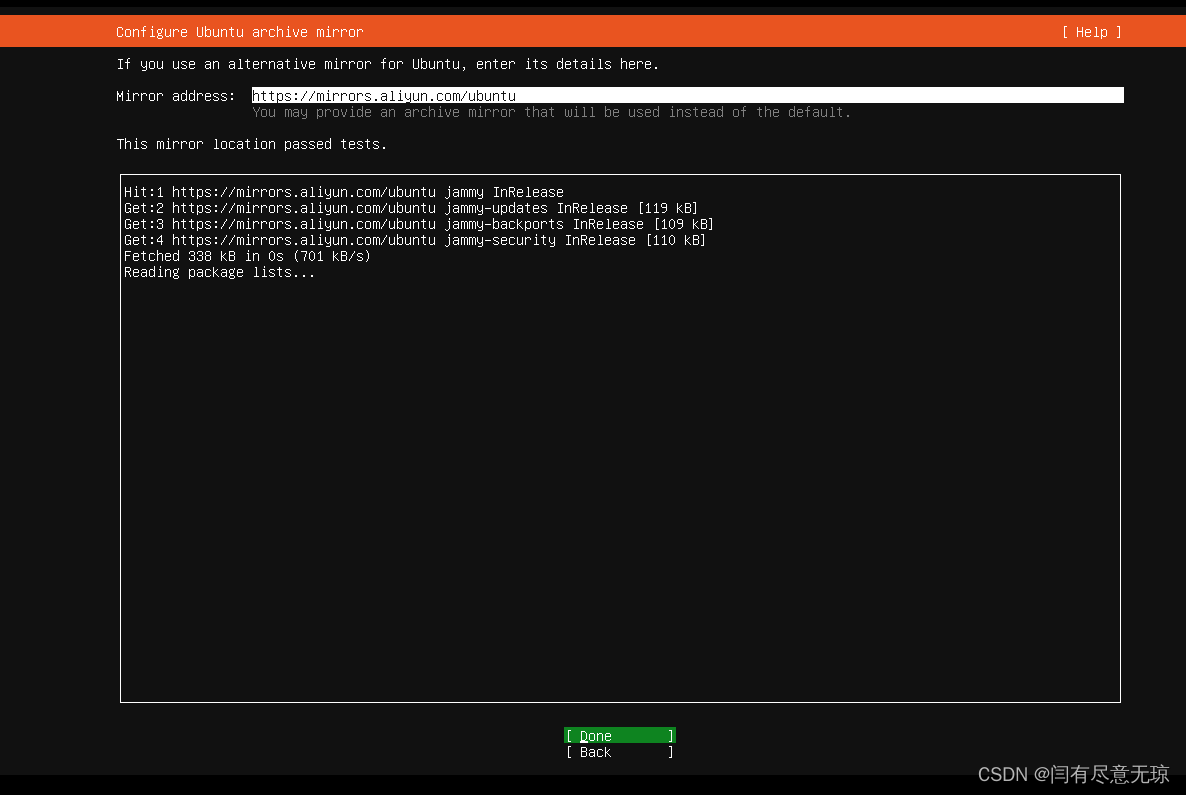 Configure Ubuntu archive mirror [ Help ]
If you use an alternative mirror for Ubuntu, enter its details here.
Mirror address: https://mirrors.aliyun.com/ubuntu
You may provide an archive mirror that will be used instead of the default.
This mirror location passed tests.
Hit:1 https://mirrors.aliyun.com/ubuntu jammy InRelease
Get:2 https://mirrors.aliyun.com/ubuntu jammy-updates InRelease [119 kB]
Get:3 https://mirrors.aliyun.com/ubuntu jammy-backports InRelease [109 kB]
Get:4 https://mirrors.aliyun.com/ubuntu jammy-security InRelease [110 kB]
Fetched 338 kB in 0s (701 kB/s)
Reading package lists...
[ Done ]
[ Back ]
CSDN @闫有尽意无琼